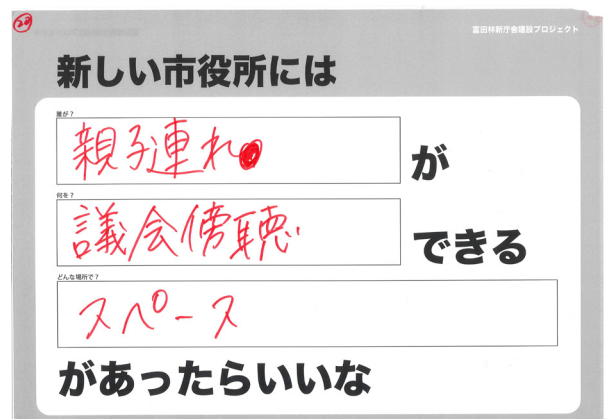 28
富田林新庁舎建設プロジェクト
新しい市役所には
誰が？
親子連れ
が
何を？
議会傍聴
できる
どんな場所で？
スペース
があったらいいな